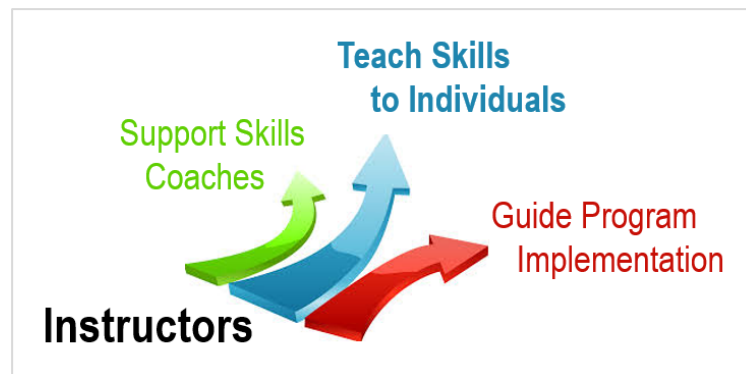 Teach Skills
to Individuals
Support Skills
Coaches
Guide Program
Implementation
Instructors